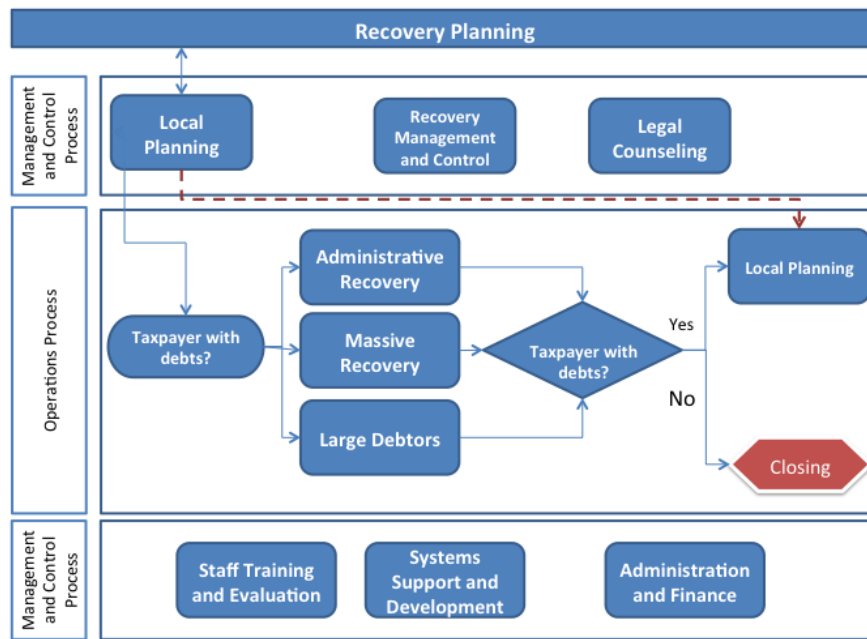 Recovery Planning
Management
and Control
Process
Local
Planning
Recovery
Management
and Control
Legal
Counseling
Operations Process
Taxpayer with
debts?
Administrative
Recovery
Massive
Recovery
Large Debtors
Taxpayer with
debts?
Yes
No
Local Planning
Closing
Management
and Control
Process
Staff Training
and Evaluation
Systems
Support and
Development
Administration
and Finance